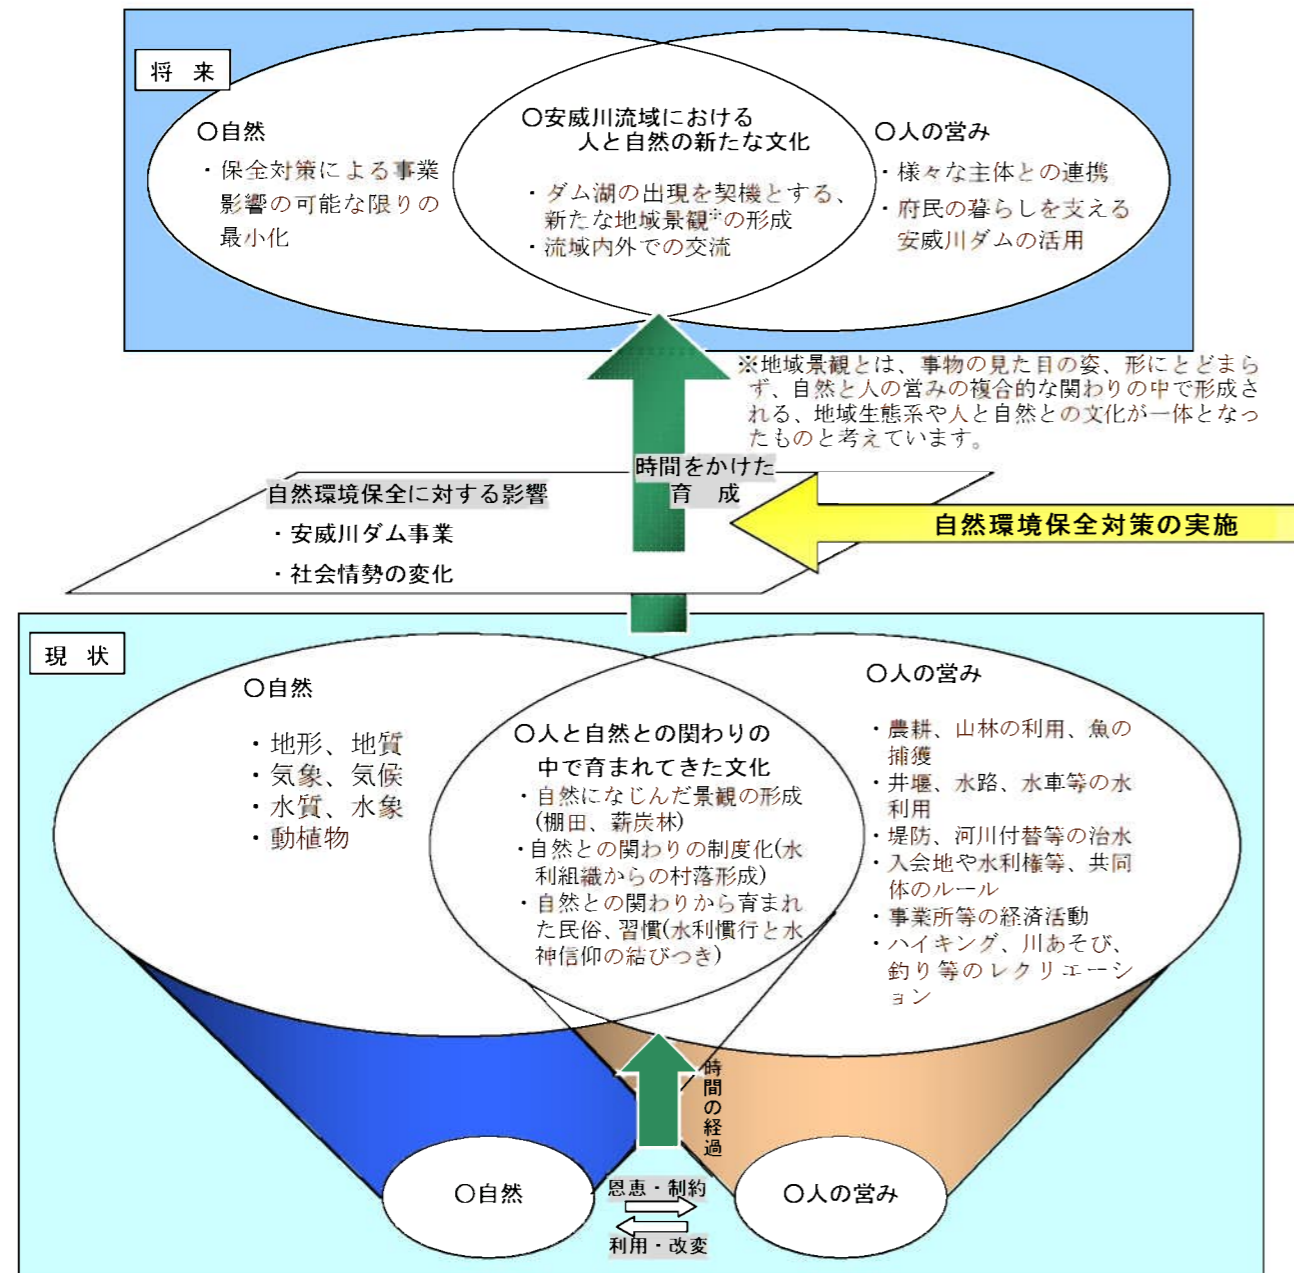 将　来
〇自然
・保全対策による事業
影響の可能な限りの
最小化
〇安威川流域における
人と自然の新たな文化
・ダム湖の出現を契機とする、
新たな地域景観※の形成
・流域内外での交流
〇人の営み
・様々な主体との連携
・府民の暮らしを支える
安威川ダムの活用
※地域景観とは、事物の見た目の姿、形にとどまら
ず、自然と人の営みの複合的な関わりの中で形成さ
れる、地域生態系や人と自然との文化が一体となっ
たものと考えています。
時間をかけた
育　成
自然環境保全に対する影響
・安威川ダム事業
・社会情勢の変化
自然環境保全対策の実施
現　状
〇自然
・地形、地質
・気象、気候
・水質、水象
・動植物
〇人と自然との関わりの
中で育まれてきた文化
・自然になじんだ景観の形成
(棚田、薪炭林)
・自然との関わりの制度化(水
利組織からの村落形成)
・自然との関わりから育まれ
た民俗、習慣(水利慣行と水
神信仰の結びつき)
〇人の営み
・農耕、山林の利用、魚の
捕獲
・井堰、水路、水車等の水
利用
・堤防、河川付替等の治水
・入会地や水利権等、共同
体のルール
・事業所等の経済活動
・ハイキング、川あそび、
釣り等のレクリエーシ
ョン
時間の経過
〇自然
恩恵・制約
利用・改変
〇人の営み